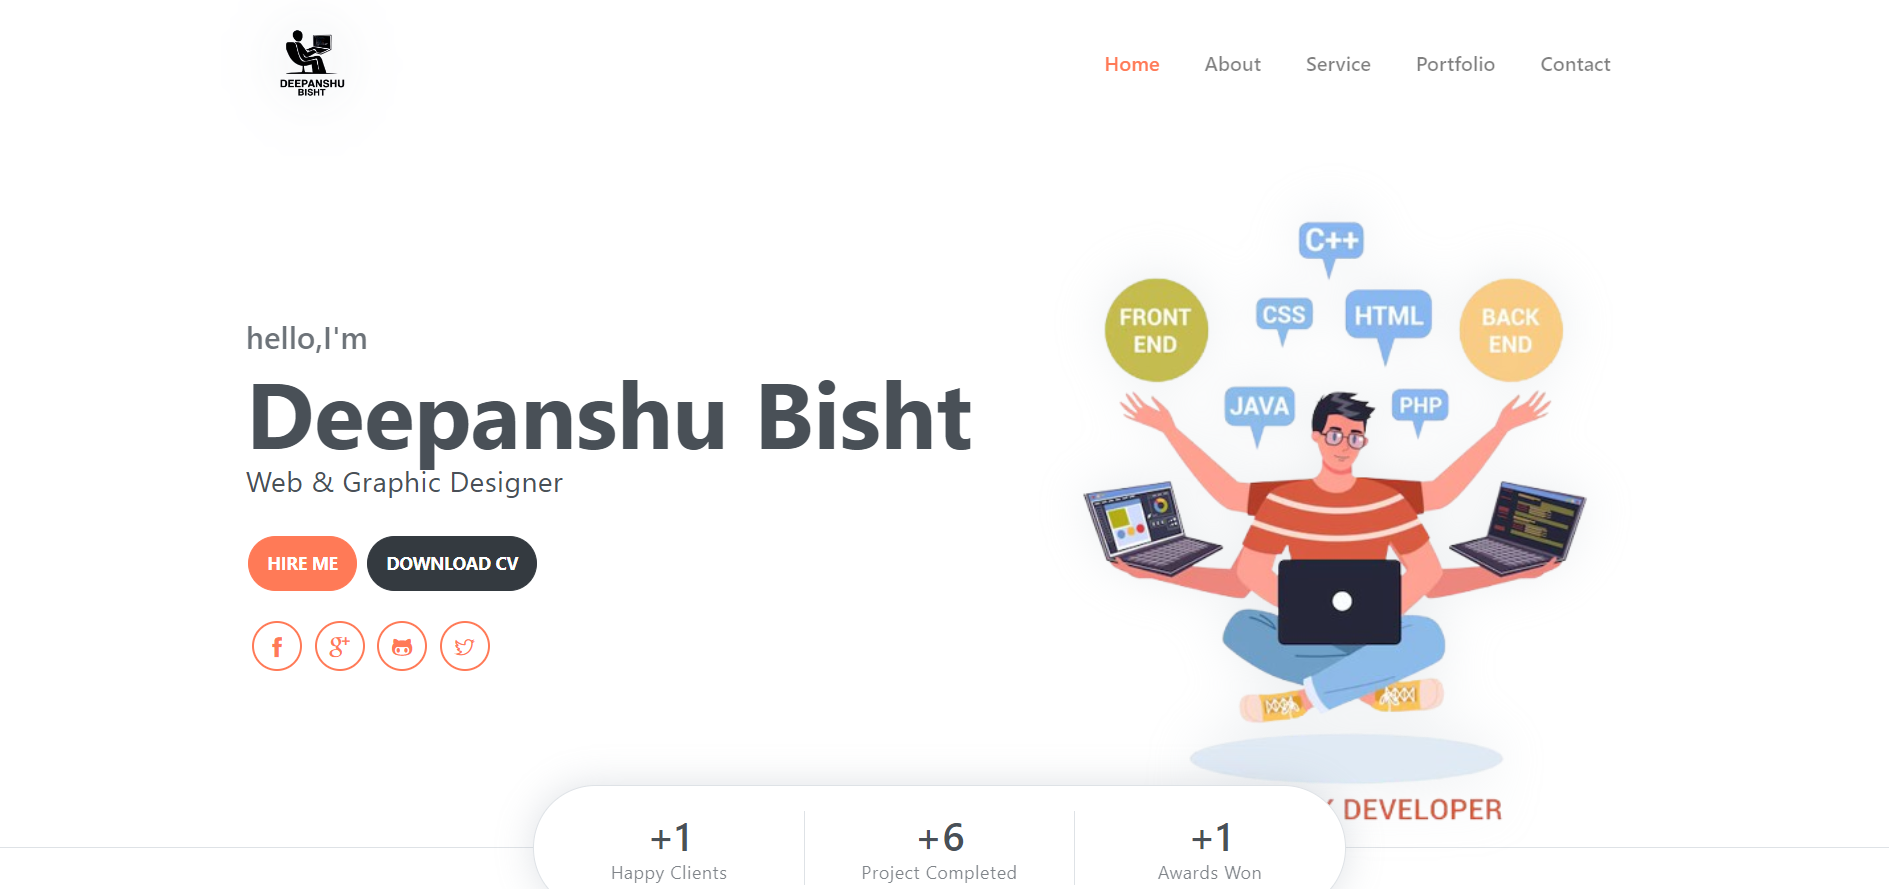 DEEPANSHU
BISHT
Home About Service Portfolio Contact
hello,I'm
Deepanshu Bisht
Web & Graphic Designer
HIRE ME DOWNLOAD CV
C++
FRONT
END
CSS
HTML
BACK
END
JAVA
PHP
DEVELOPER
+1
Happy Clients
+6
Project Completed
+1
Awards Won